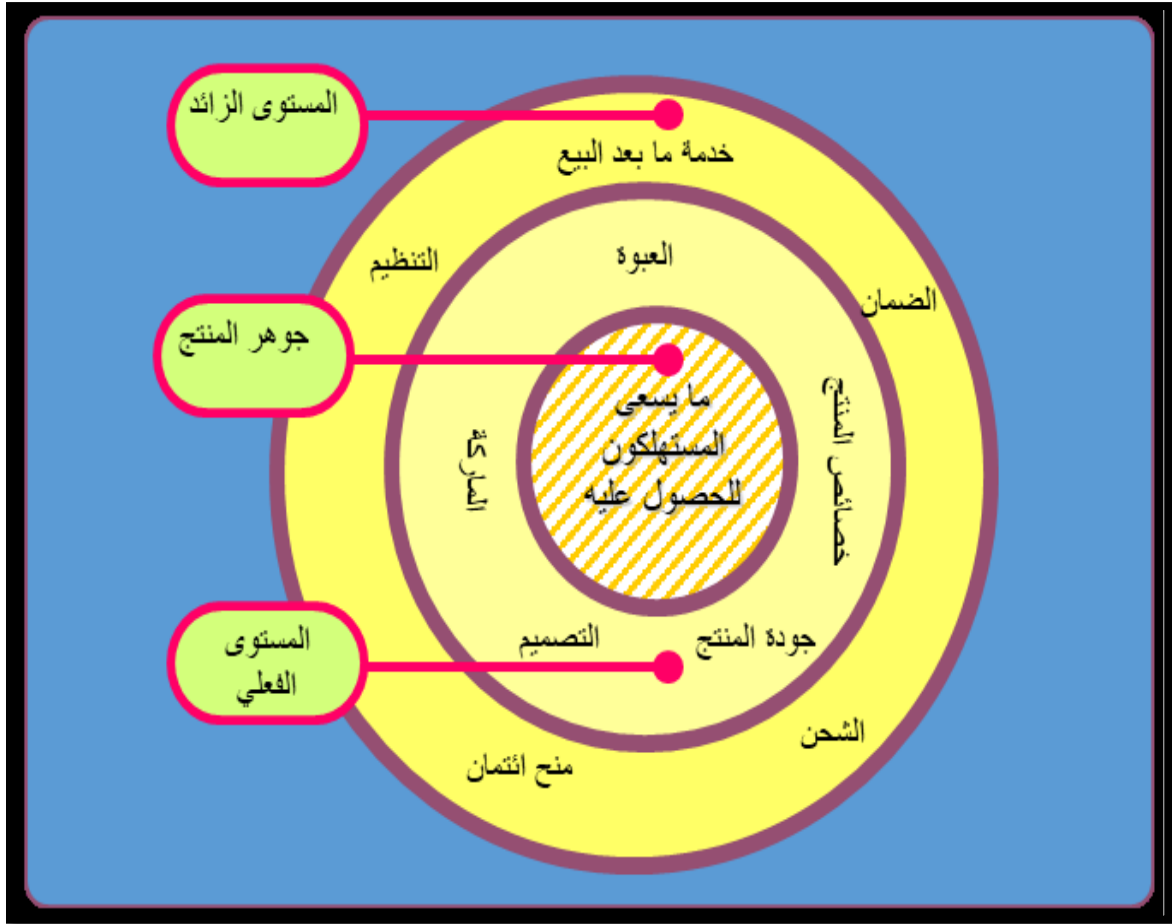 المستوى الزائد
خدمة ما بعد البيع
التنظيم
العبوة
الضمان
جوهر المنتج
ما يسعى
المستهلكون
للحصول عليه
خصائص المنتج
الماركة
المستوى
الفعلي
التصميم
جودة المنتج
الشحن
منح ائتمان